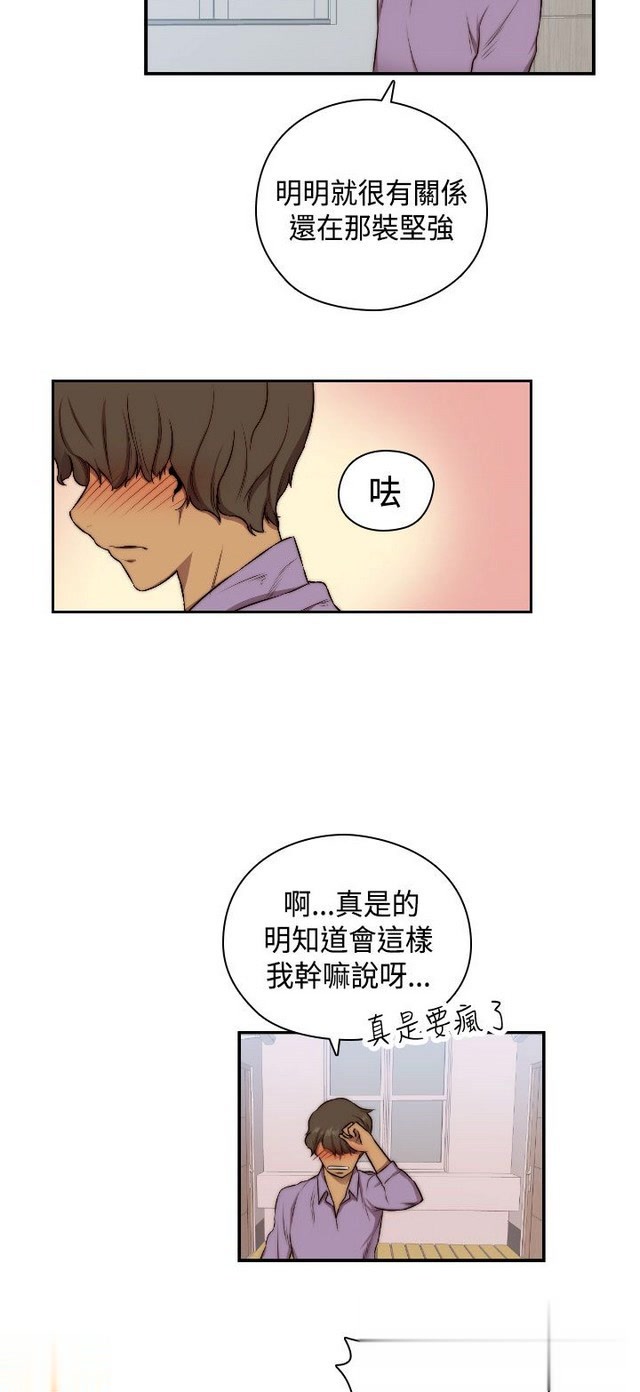 明明就很有關係
還在那裝堅強
呿
啊...真是的
明知道會這樣
我幹嘛說呀...
真是要瘋了